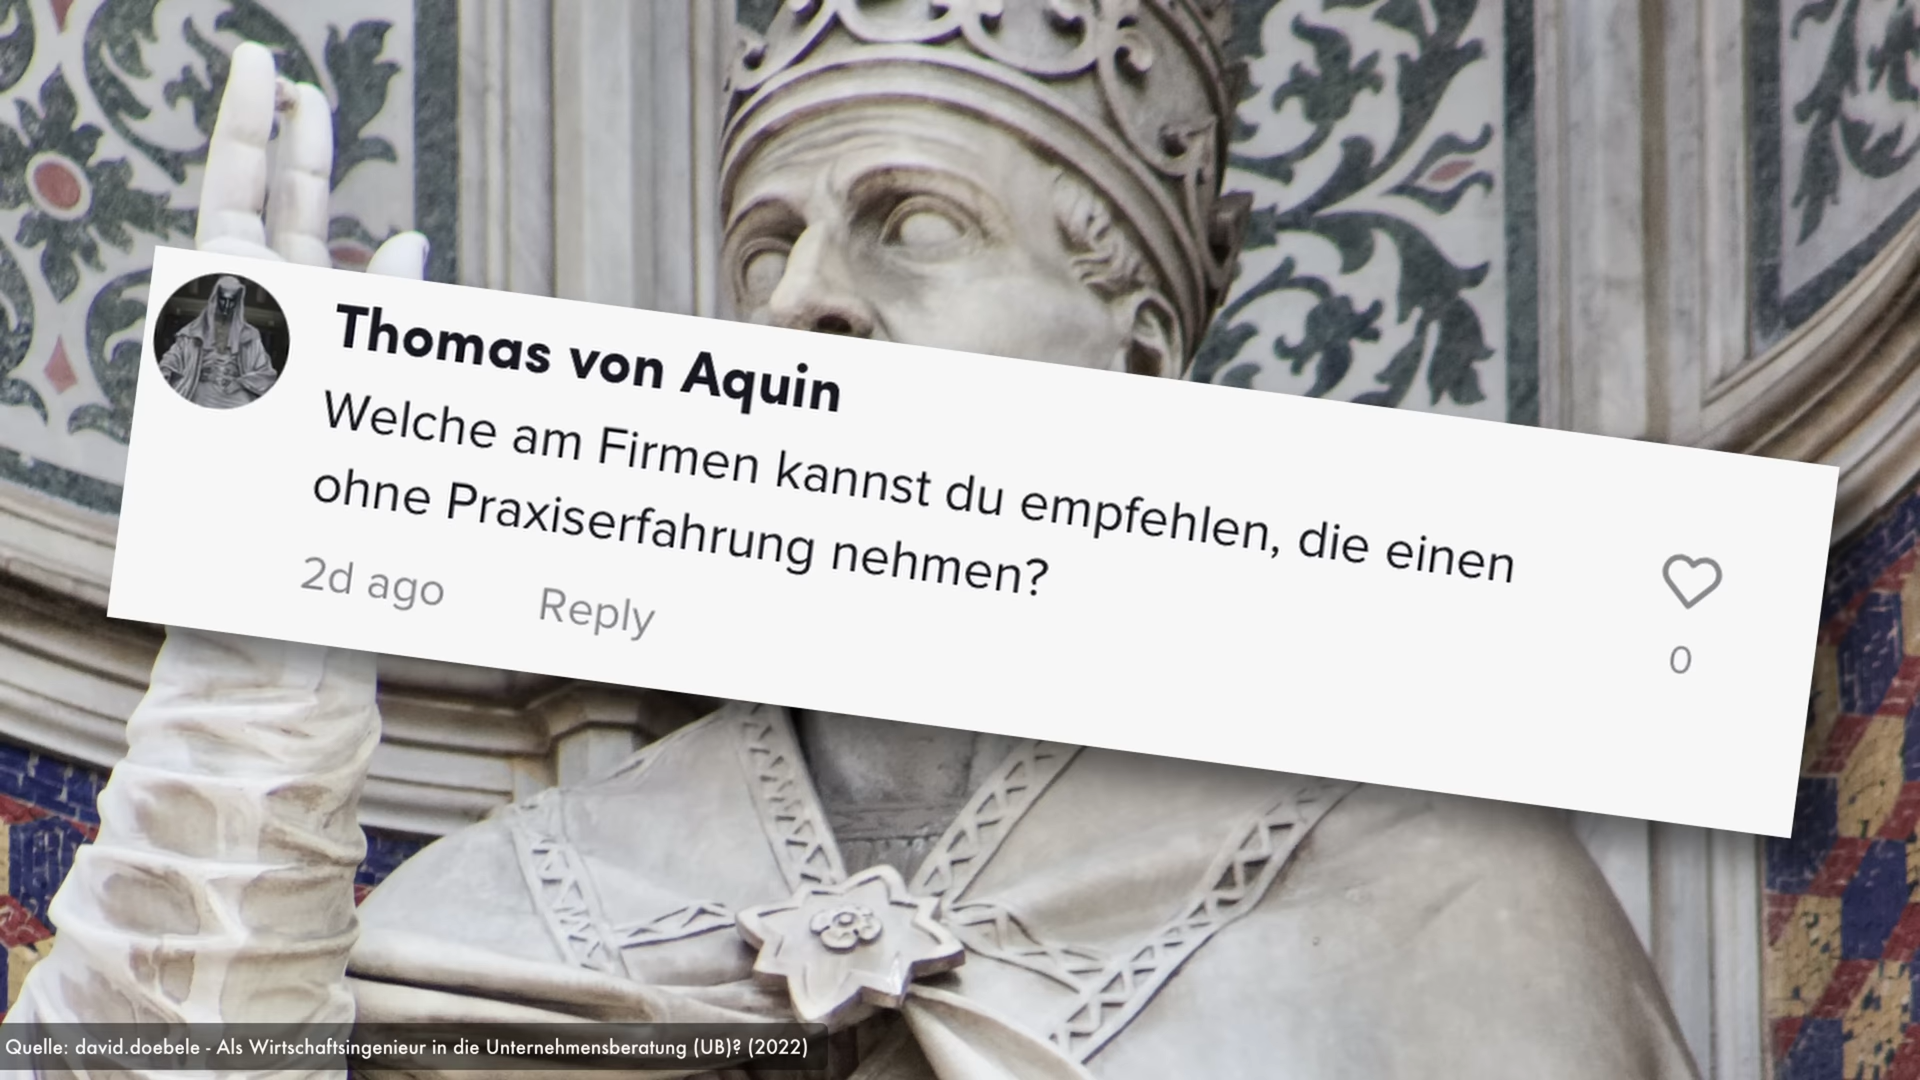 Thomas von Aquin
Welche am Firmen kannst du empfehlen, die einen
ohne Praxiserfahrung nehmen?
2d ago Reply
0
Quelle: david.doebele - Als Wirtschaftsingenieur in die Unternehmensberatung (UB)? (2022)